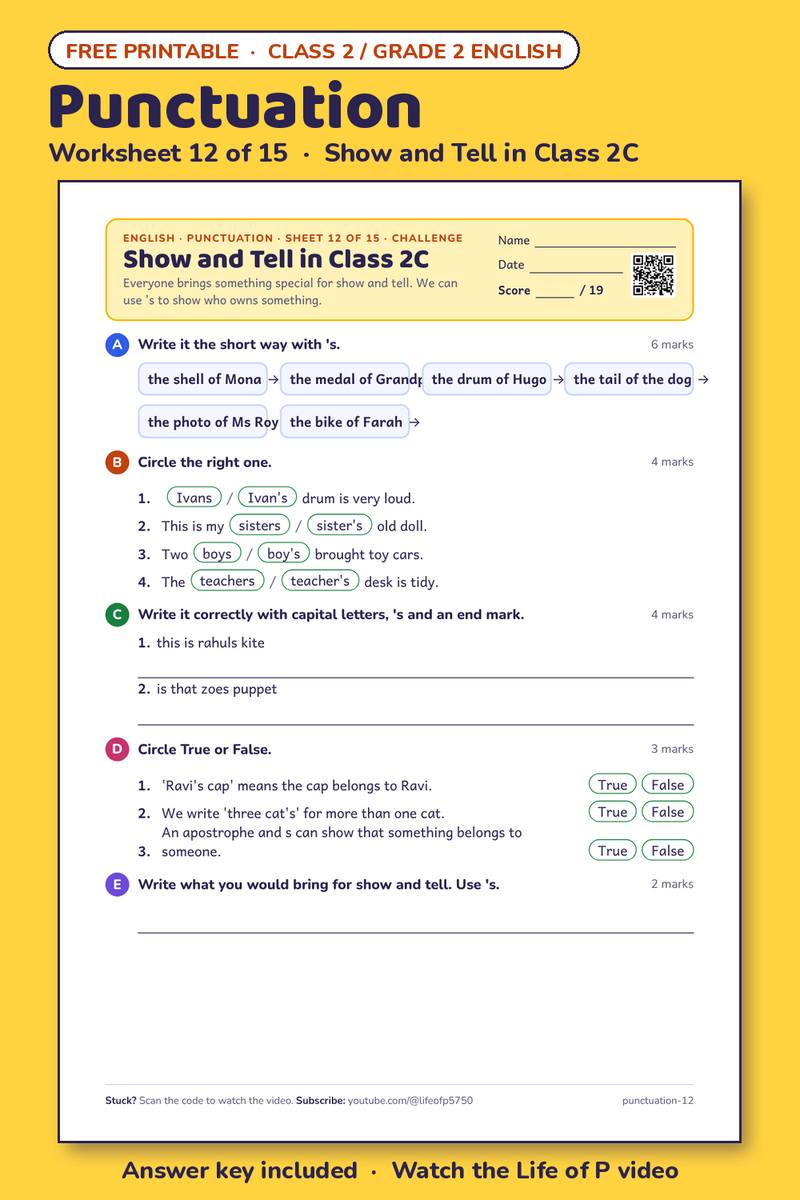 FREE PRINTABLE · CLASS 2 / GRADE 2 ENGLISH
Punctuation
Worksheet 12 of 15 · Show and Tell in Class 2C
ENGLISH · PUNCTUATION · SHEET 12 OF 15 · CHALLENGE
Show and Tell in Class 2C
Everyone brings something special for show and tell. We can
use 's to show who owns something.
Name
Date
Score / 19
A Write it the short way with 's. 6 marks
the shell of Mona → the medal of the drum of Hugo → the tail of the dog →
the photo of Ms Roy the bike of Farah →
B Circle the right one. 4 marks
1. Ivans / Ivan's drum is very loud.
2. This is my sisters / sister's old doll.
3. Two boys / boy's brought toy cars.
4. The teachers / teacher's desk is tidy.
C Write it correctly with capital letters, 's and an end mark. 4 marks
1. this is rahuls kite
2. is that zoes puppet
D Circle True or False. 3 marks
1. 'Ravi's cap' means the cap belongs to Ravi. True False
2. We write 'three cat's' for more than one cat. True False
An apostrophe and s can show that something belongs to
3. someone. True False
E Write what you would bring for show and tell. Use 's. 2 marks
Stuck? Scan the code to watch the video. Subscribe: youtube.com/@lifeofp5750 punctuation-12
Answer key included · Watch the Life of P video